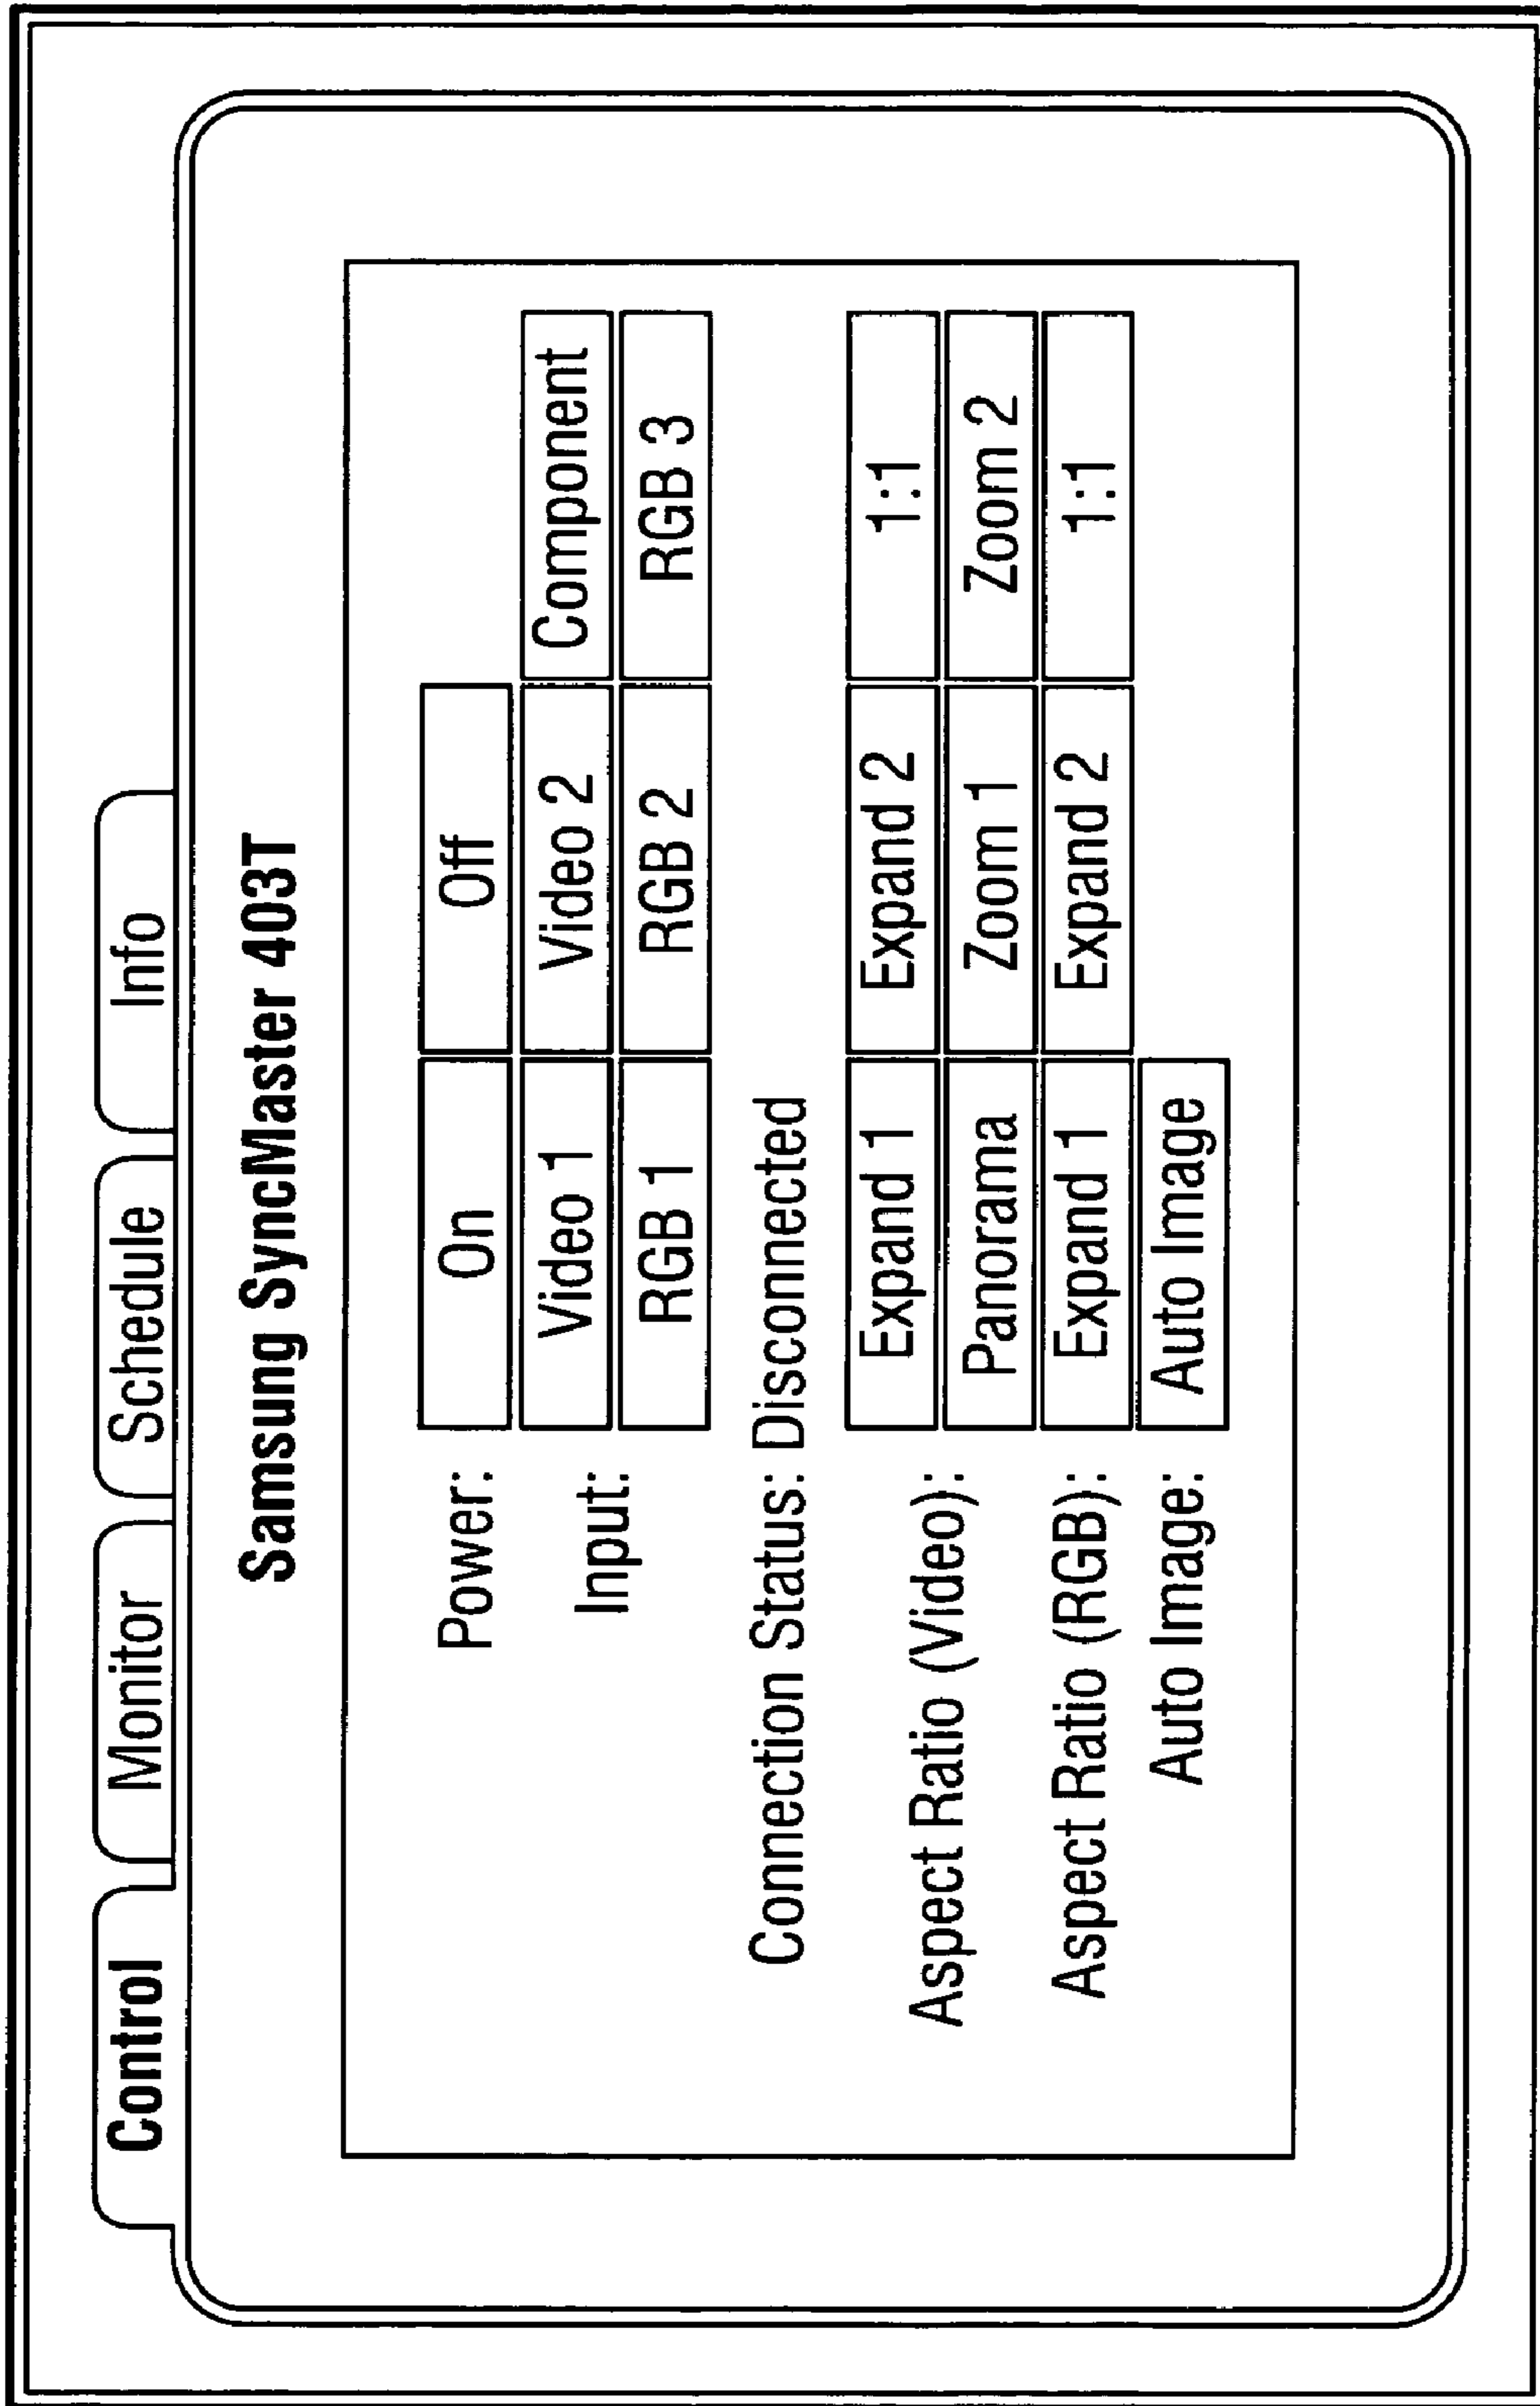 Control Monitor Schedule Info
Samsung SyncMaster 403T
Power: On Off
Input: Video 1 Video 2 Component
RGB 1 RGB 2 RGB 3
Connection Status: Disconnected
Aspect Ratio (Video): Expand 1 Expand 2 1:1
Panorama Zoom 1 Zoom 2
Aspect Ratio (RGB): Expand 1 Expand 2 1:1
Auto Image: Auto Image